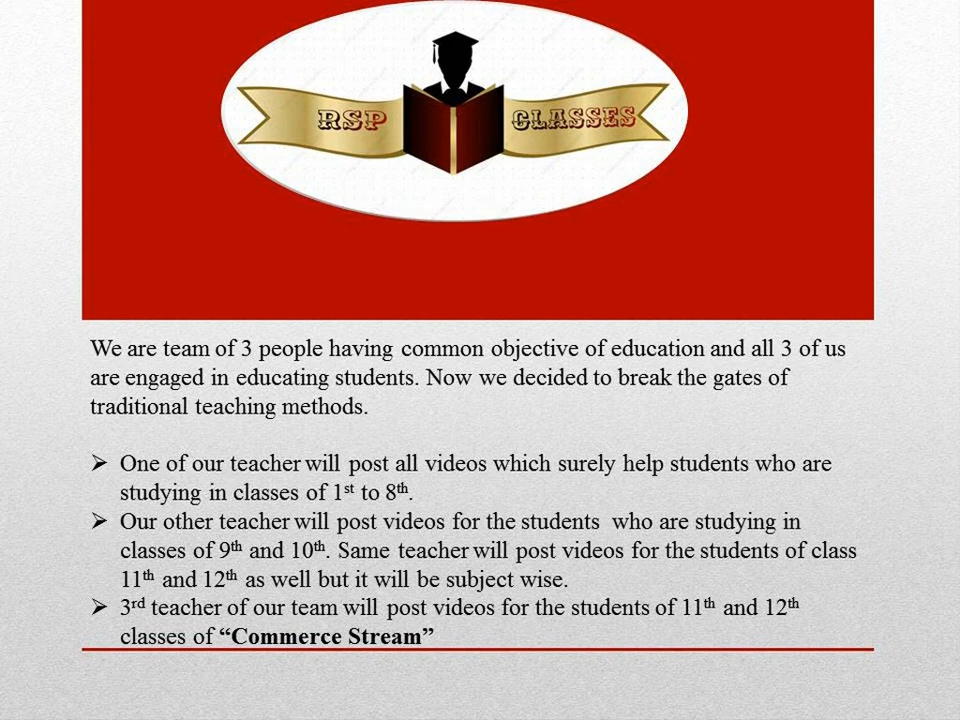 RSP CLASSES
We are team of 3 people having common objective of education and all 3 of us
are engaged in educating students. Now we decided to break the gates of
traditional teaching methods.
➢ One of our teacher will post all videos which surely help students who are
studying in classes of 1st to 8th.
➢ Our other teacher will post videos for the students who are studying in
classes of 9th and 10th. Same teacher will post videos for the students of class
11th and 12th as well but it will be subject wise.
➢ 3rd teacher of our team will post videos for the students of 11th and 12th
classes of “Commerce Stream”